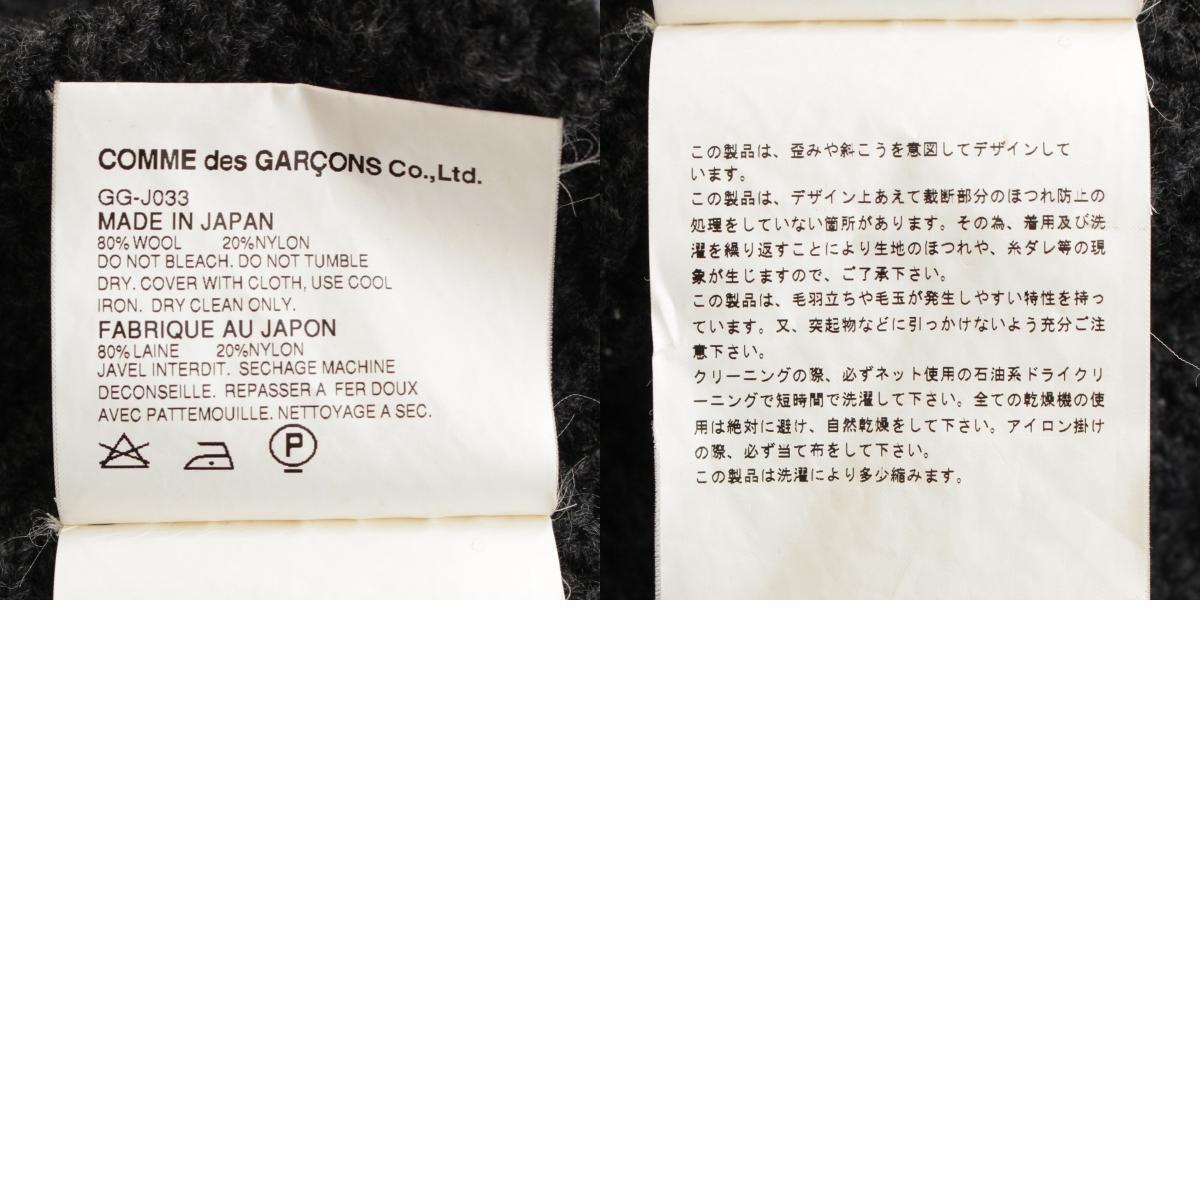 COMME des GARÇONS Co.,Ltd.
GG-J033
MADE IN JAPAN
80% WOOL 20%NYLON
DO NOT BLEACH. DO NOT TUMBLE
DRY. COVER WITH CLOTH, USE COOL
IRON. DRY CLEAN ONLY.
FABRIQUE AU JAPON
80% LAINE 20%NYLON
JAVEL INTERDIT. SECHAGE MACHINE
DECONSEILLE. REPASSER A FER DOUX
AVEC PATTEMOUILLE. NETTOYAGE A SEC.
P
この製品は、歪みや斜こうを意図してデザインして
います。
この製品は、デザイン上あえて裁断部分のほつれ防止の
処理をしていない箇所があります。その為、着用及び洗
濯を繰り返すことにより生地のほつれや、糸ダレ等の現
象が生じますので、ご了承下さい。
この製品は、毛羽立ちや毛玉が発生しやすい特性を持っ
ています。又、突起物などに引っかけないよう充分ご注
意下さい。
クリーニングの際、必ずネット使用の石油系ドライクリ
ーニングで短時間で洗濯して下さい。全ての乾燥機の使
用は絶対に避け、自然乾燥をして下さい。アイロン掛け
の際、必ず当て布をして下さい。
この製品は洗濯により多少縮みます。